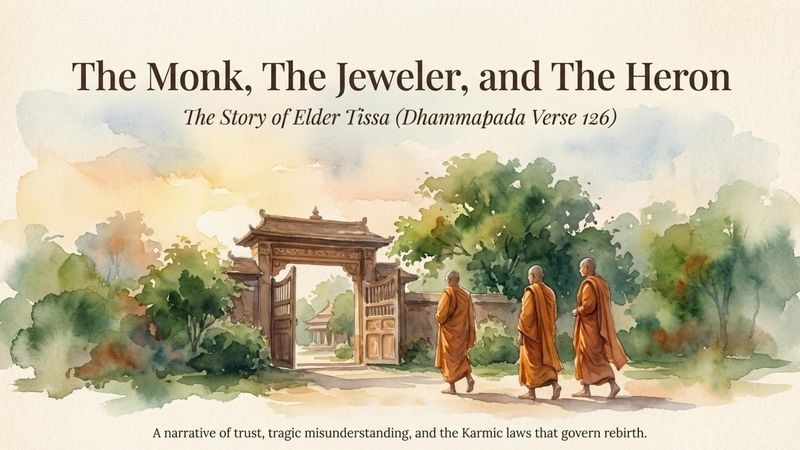 The Monk, The Jeweler, and The Heron
The Story of Elder Tissa (Dhammapada Verse 126)
A narrative of trust, tragic misunderstanding, and the Karmic laws that govern rebirth.